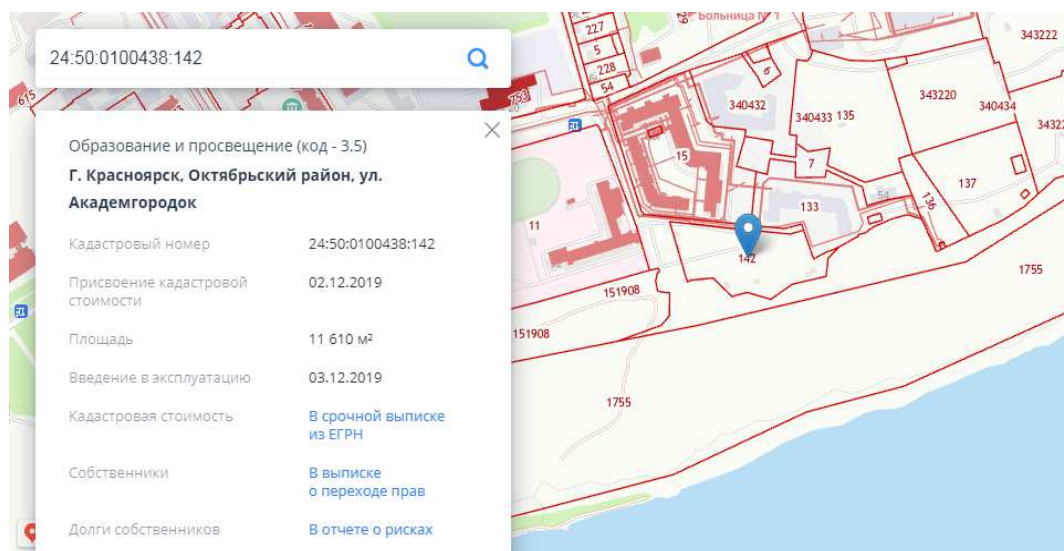 24:50:0100438:142
Образование и просвещение (код - 3.5)
Г. Красноярск, Октябрьский район, ул.
Академгородок
Кадастровый номер 24:50:0100438:142
Присвоение кадастровой 02.12.2019
стоимости
Площадь 11 610 м²
Введение в эксплуатацию 03.12.2019
Кадастровая стоимость В срочной выписке
из ЕГРН
Собственники В выписке
о переходе прав
Долги собственников В отчете о рисках
Больница № 1
227
5
228
54
753
615
6
340432
340433 135
343220
340434
343222
15
7
133
54
137
136
11
142
151908
151908
1755
1755